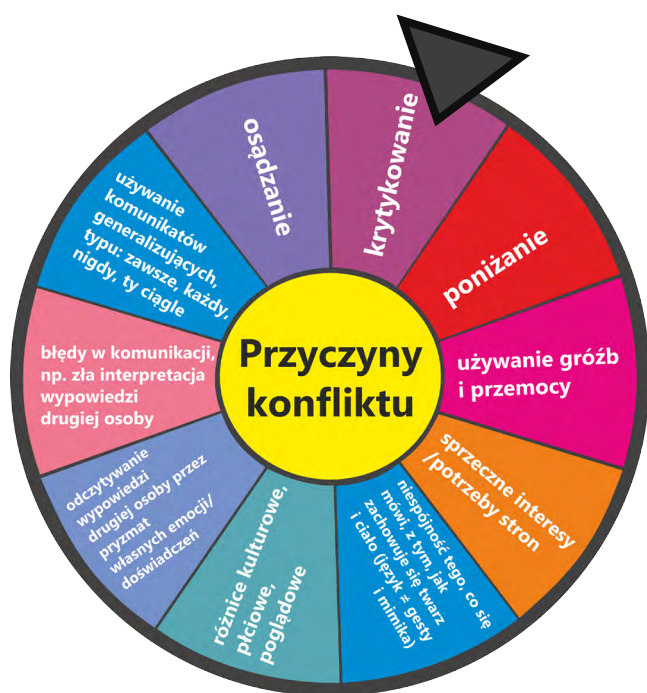 Przyczyny
konfliktu
krytykowanie
poniżanie
używanie gróźb
i przemocy
sprzeczne interesy
/potrzeby stron
niespójność tego, co się
mówi, z tym, jak
zachowuje się twarz
i ciało (język ≠ gesty
i mimika)
różnice kulturowe,
płciowe,
poglądowe
odczytywanie
wypowiedzi
drugiej osoby przez
pryzmat
własnych emocji/
doświadczeń
błędy w komunikacji,
np. zła interpretacja
wypowiedzi
drugiej osoby
używanie
komunikatów
generalizujących,
typu: zawsze, każdy,
nigdy, ty ciągle
osądzanie